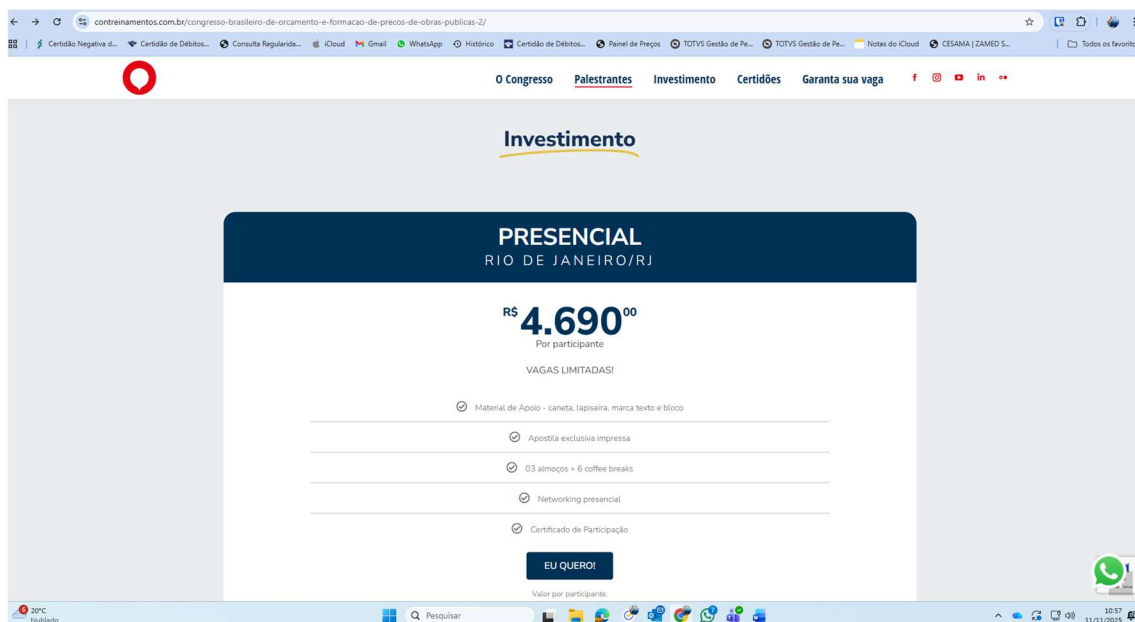 contreinamentos.com.br/congresso-brasileiro-de-orcamento-e-formacao-de-precos-de-obras-publicas-2/
Certidão Negativa d... Certidão de Débitos... Consulta Regularida... iCloud Gmail WhatsApp Histórico Certidão de Débitos... Painel de Preços TOTVS Gestão de Pe... TOTVS Gestão de Pe... Notas do iCloud CESAMA | ZAMED S... Todos os favorito
O Congresso Palestrantes Investimento Certidões Garanta sua vaga
Investimento
PRESENCIAL
RIO DE JANEIRO/RJ
R$ 4.690 00
Por participante
VAGAS LIMITADAS!
Material de Apoio - caneta, lapiseira, marca texto e bloco
Apostila exclusiva impressa
03 almoços + 6 coffee breaks
Networking presencial
Certificado de Participação
EU QUERO!
Valor por participante.
6 20°C
Nublado
Pesquisar
10:57
11/11/2025